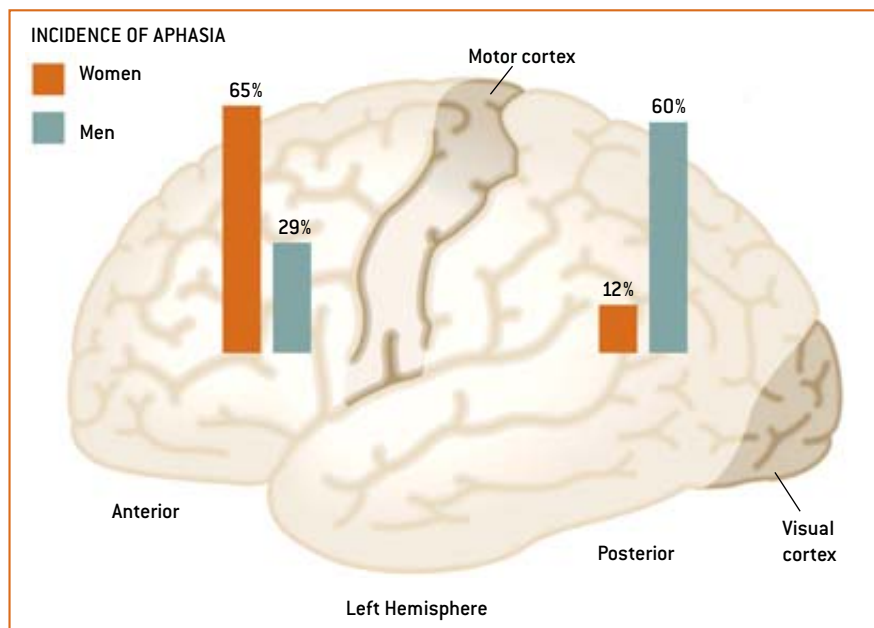 INCIDENCE OF APHASIA
Women
Men
65%
29%
Motor cortex
60%
12%
Anterior
Posterior
Visual
cortex
Left Hemisphere